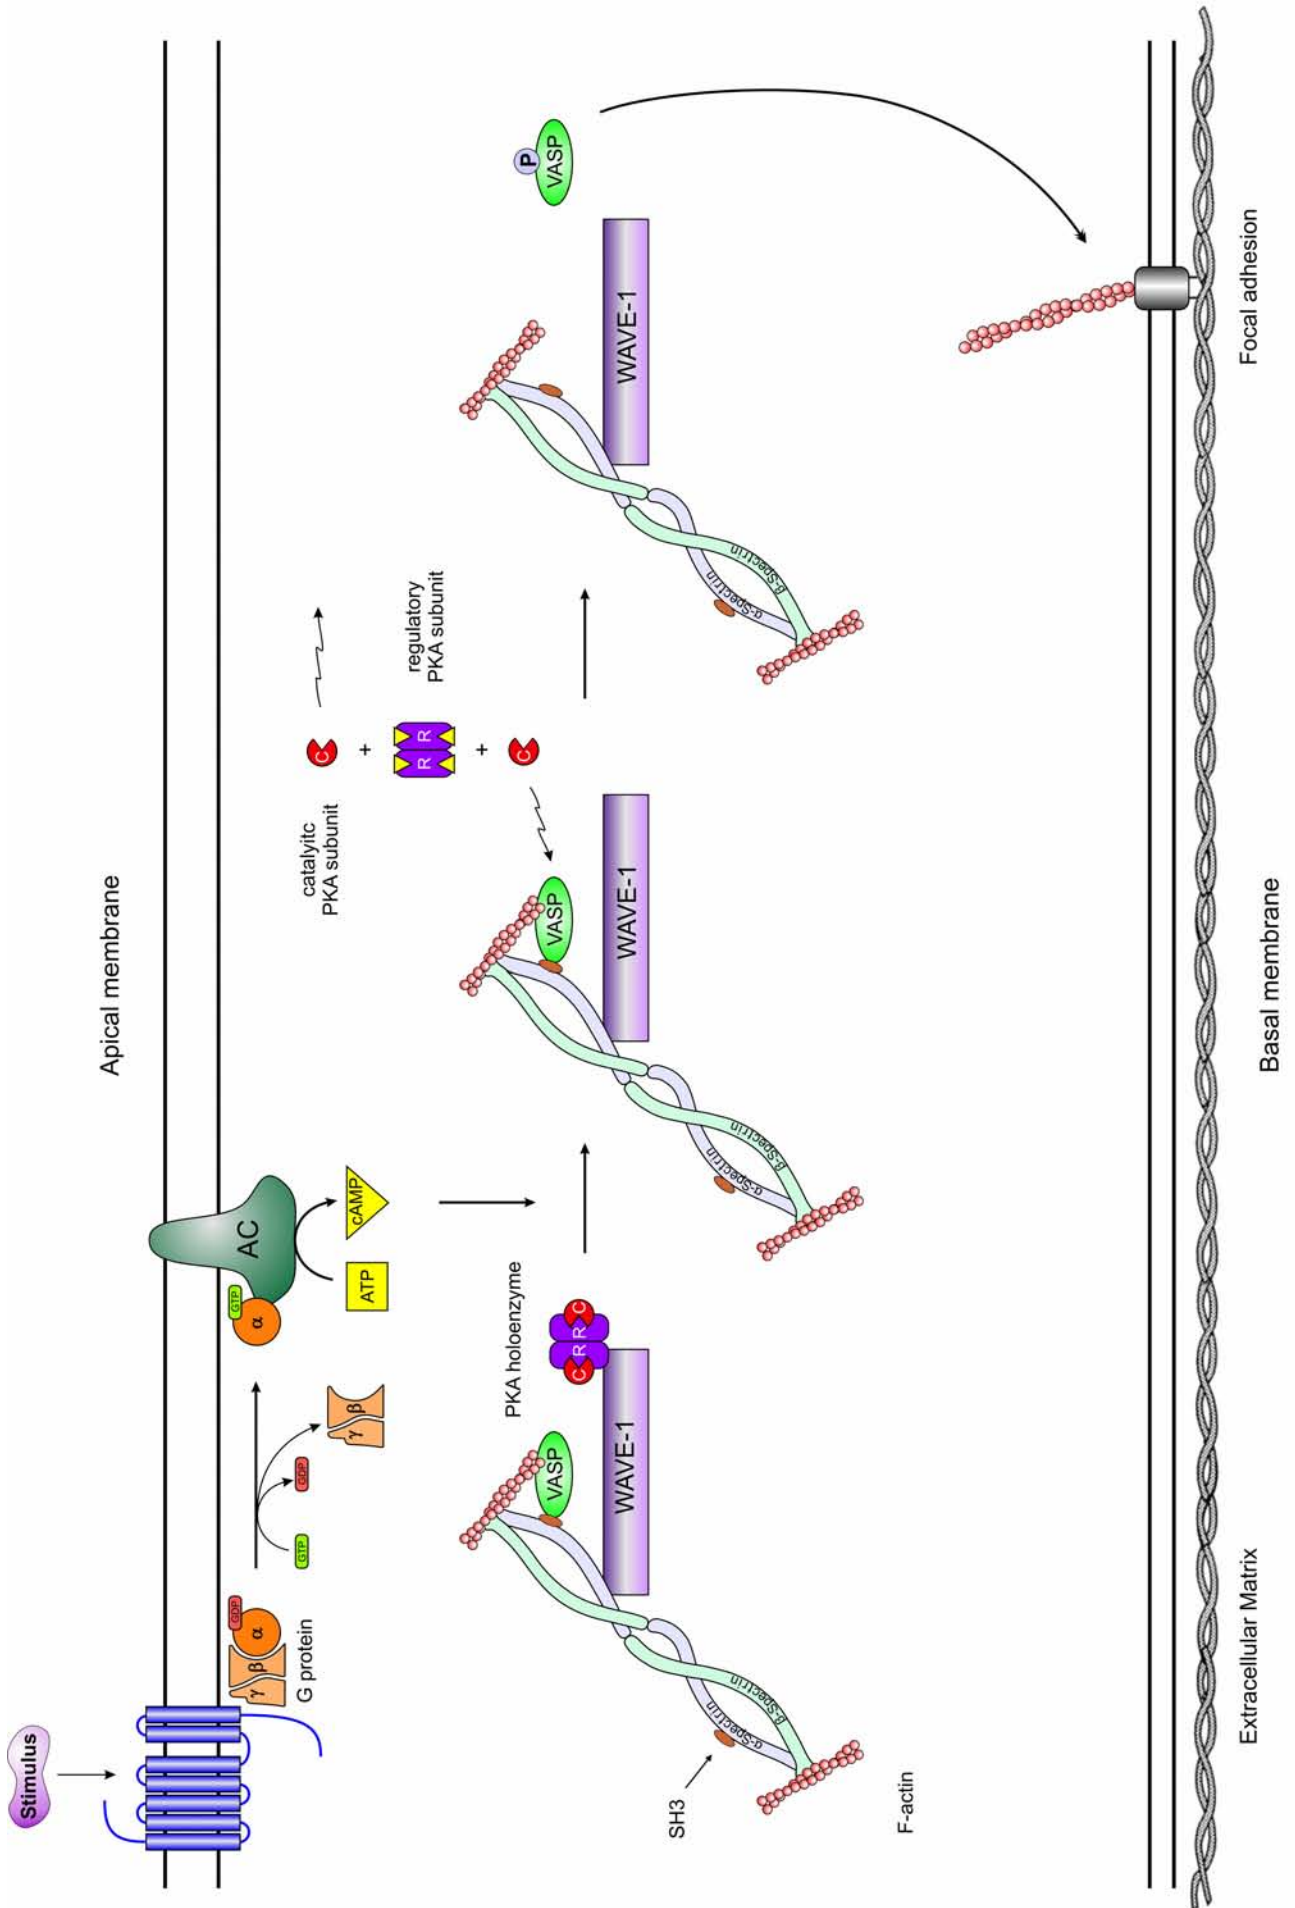 Apical membrane
Stimulus
γ
β
α
GDP
G protein
GTP
GDP
γ
β
α
GTP
AC
ATP
cAMP
catalyitc
PKA subunit
C
+
R
R
+
C
regulatory
PKA subunit
PKA holoenzyme
C
R
R
C
VASP
WAVE-1
α-Spectrin
β-Spectrin
SH3
F-actin
VASP
WAVE-1
α-Spectrin
β-Spectrin
P
VASP
WAVE-1
α-Spectrin
β-Spectrin
Extracellular Matrix
Basal membrane
Focal adhesion